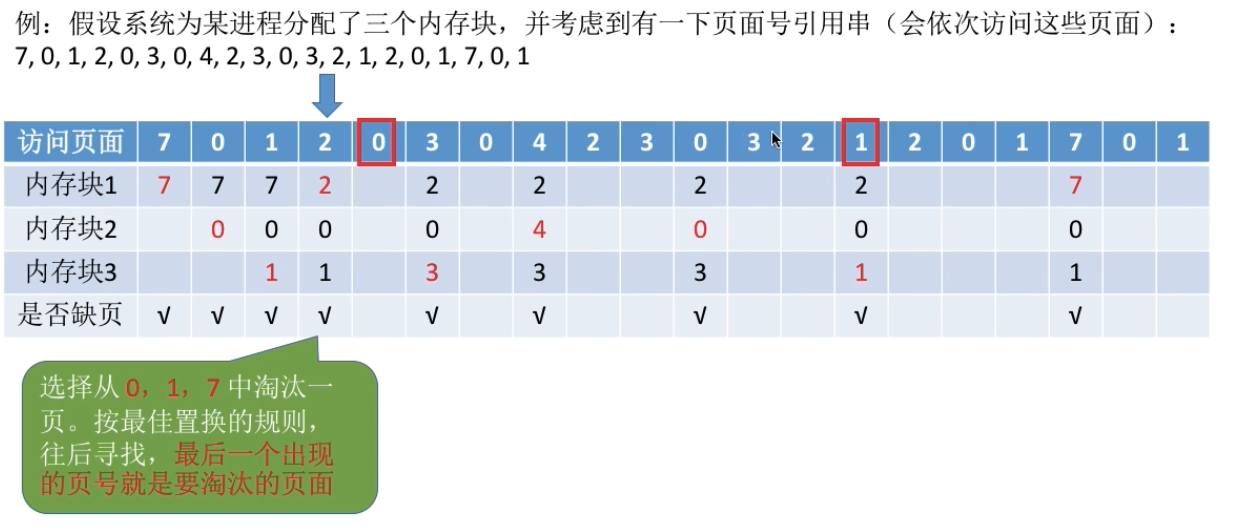 例：假设系统为某进程分配了三个内存块，并考虑到有一下页面号引用串（会依次访问这些页面）：
7, 0, 1, 2, 0, 3, 0, 4, 2, 3, 0, 3, 2, 1, 2, 0, 1, 7, 0, 1
访问页面 7 0 1 2 0 3 0 4 2 3 0 3 2 1 2 0 1 7 0 1
内存块1 7 7 7 2 2 2 2 2 7
内存块2 0 0 0 0 4 0 0 0
内存块3 1 1 3 3 3 1 1
是否缺页 √ √ √ √ √ √ √ √ √
选择从 0，1，7 中淘汰一
页。按最佳置换的规则，
往后寻找，最后一个出现
的页号就是要淘汰的页面